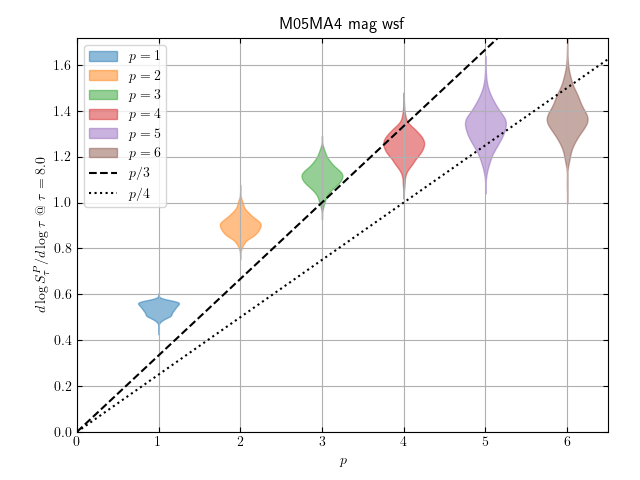 M05MA4 mag wsf
p = 1
p = 2
p = 3
p = 4
p = 5
p = 6
p/3
p/4
d log S_τ^P / d log τ @ τ = 8.0
1.6
1.4
1.2
1.0
0.8
0.6
0.4
0.2
0.0
0 1 2 3 4 5 6
p